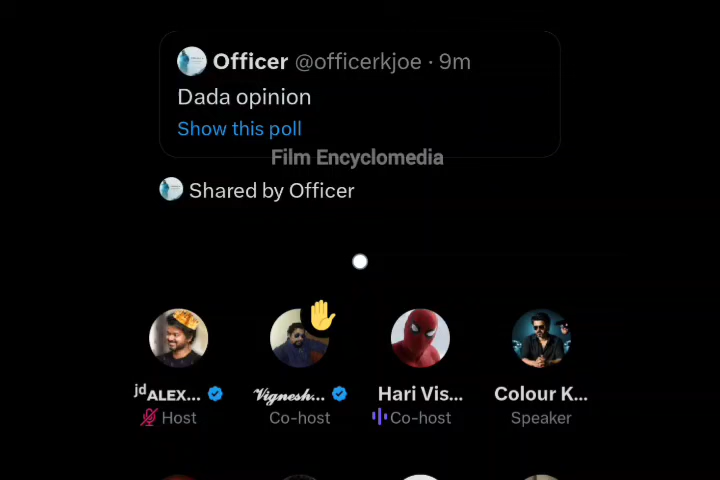 Officer @officerkjoe · 9m
Dada opinion
Show this poll
Film Encyclomedia
Shared by Officer
jdALEX... Vignesh... Hari Vis... Colour K...
Host Co-host Co-host Speaker